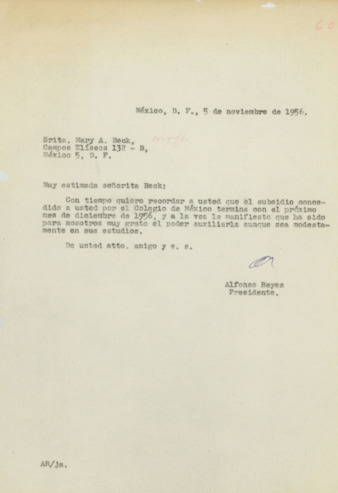 60
México, D. F., 5 de noviembre de 1956.
Srita. Mary A. Beck,
Campos Elíseos 132 - B,
México 5, D. F.
Muy estimada señorita Beck:
Con tiempo quiero recordar a usted que el subsidio conce-
dido a usted por el Colegio de México termina con el próximo
mes de diciembre de 1956, y a la vez le manifiesto que ha sido
para nosotros muy grato el poder auxiliarla aunque sea modesta-
mente en sus estudios.
De usted atto. amigo y s. s.
Alfonso Reyes
Presidente.
AR/ja.